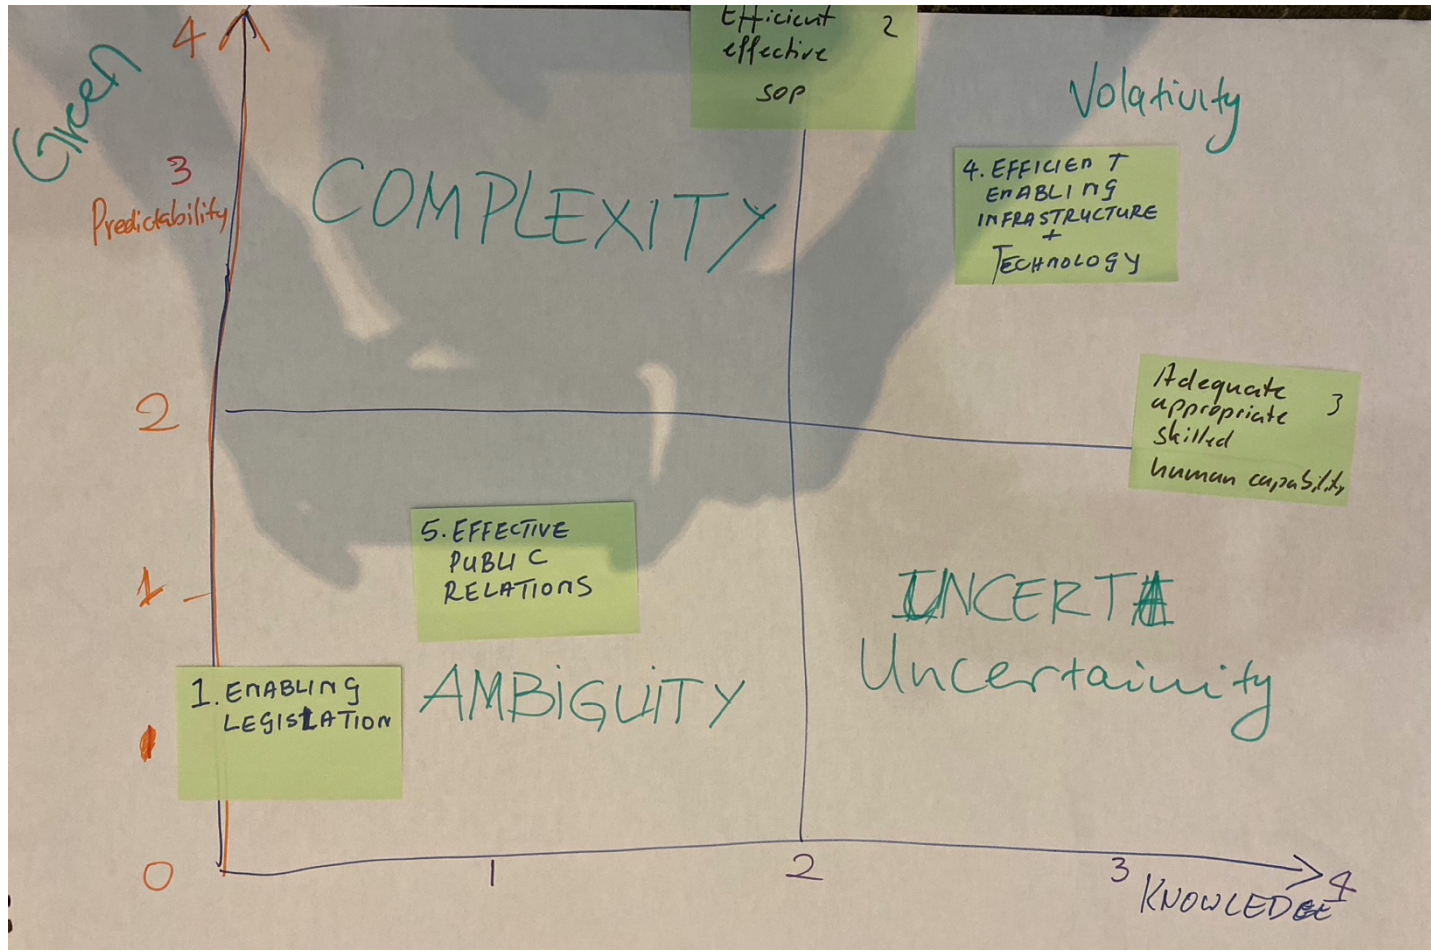 Green
4
3
Predictability
2
1
0
COMPLEXITY
Efficient 2
effective
SOP
Volativity
4. EFFICIENT
ENABLING
INFRASTRUCTURE
+
TECHNOLOGY
Adequate
appropriate 3
skilled
human capability
5. EFFECTIVE
PUBLIC
RELATIONS
1. ENABLING
LEGISLATION
AMBIGUITY
UNCERTA
Uncertainity
1 2 3 4
KNOWLEDGE